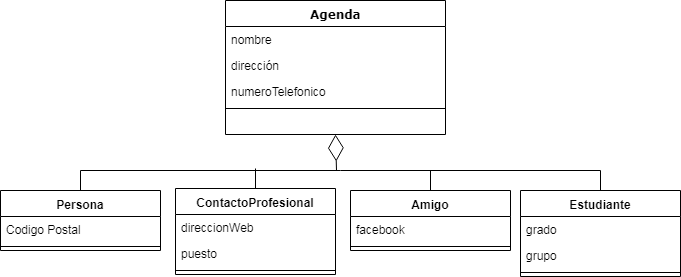 Agenda
nombre
dirección
numeroTelefonico
Persona
Codigo Postal
ContactoProfesional
direccionWeb
puesto
Amigo
facebook
Estudiante
grado
grupo